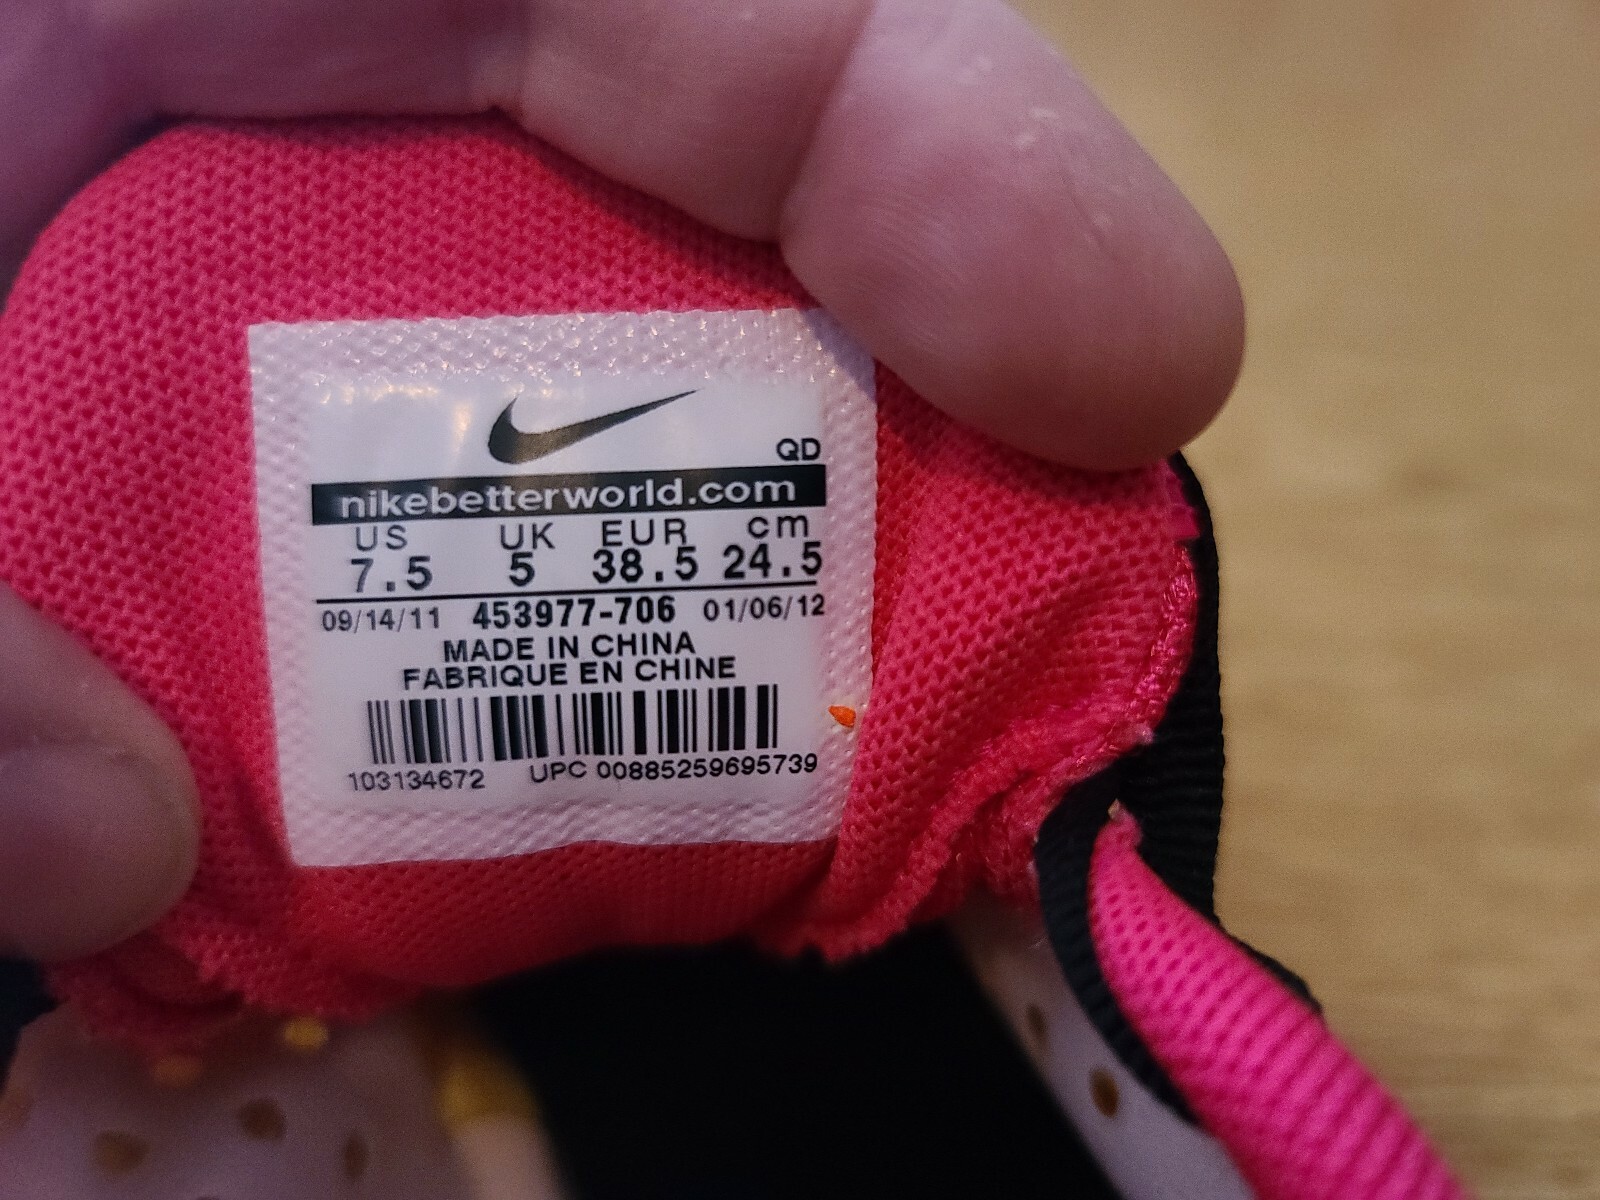 QD
nikebetterworld.com
US UK EUR cm
7.5 5 38.5 24.5
09/14/11 453977-706 01/06/12
MADE IN CHINA
FABRIQUE EN CHINE
103134672 UPC 00885259695739